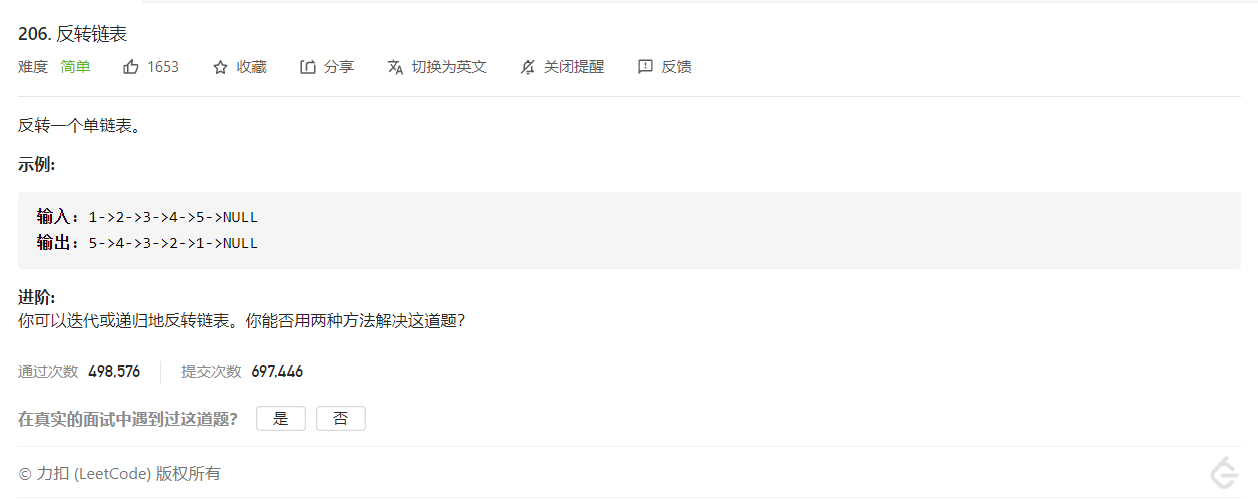 206. 反转链表
难度 简单 1653 收藏 分享 切换为英文 关闭提醒 反馈
反转一个单链表。
示例:
输入: 1->2->3->4->5->NULL
输出: 5->4->3->2->1->NULL
进阶:
你可以迭代或递归地反转链表。你能否用两种方法解决这道题?
通过次数 498,576 提交次数 697,446
在真实的面试中遇到过这道题? 是 否
© 力扣 (LeetCode) 版权所有